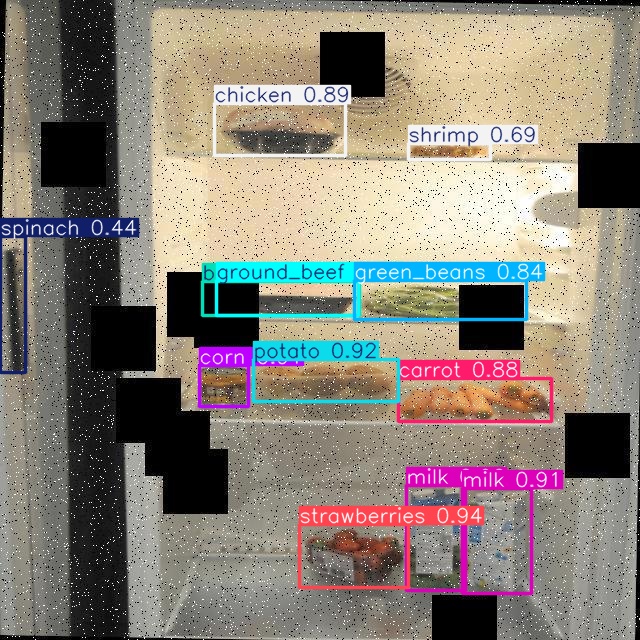 chicken 0.89
shrimp 0.69
spinach 0.44
ground_beef
green_beans 0.84
corn
potato 0.92
carrot 0.88
milk
milk 0.91
strawberries 0.94